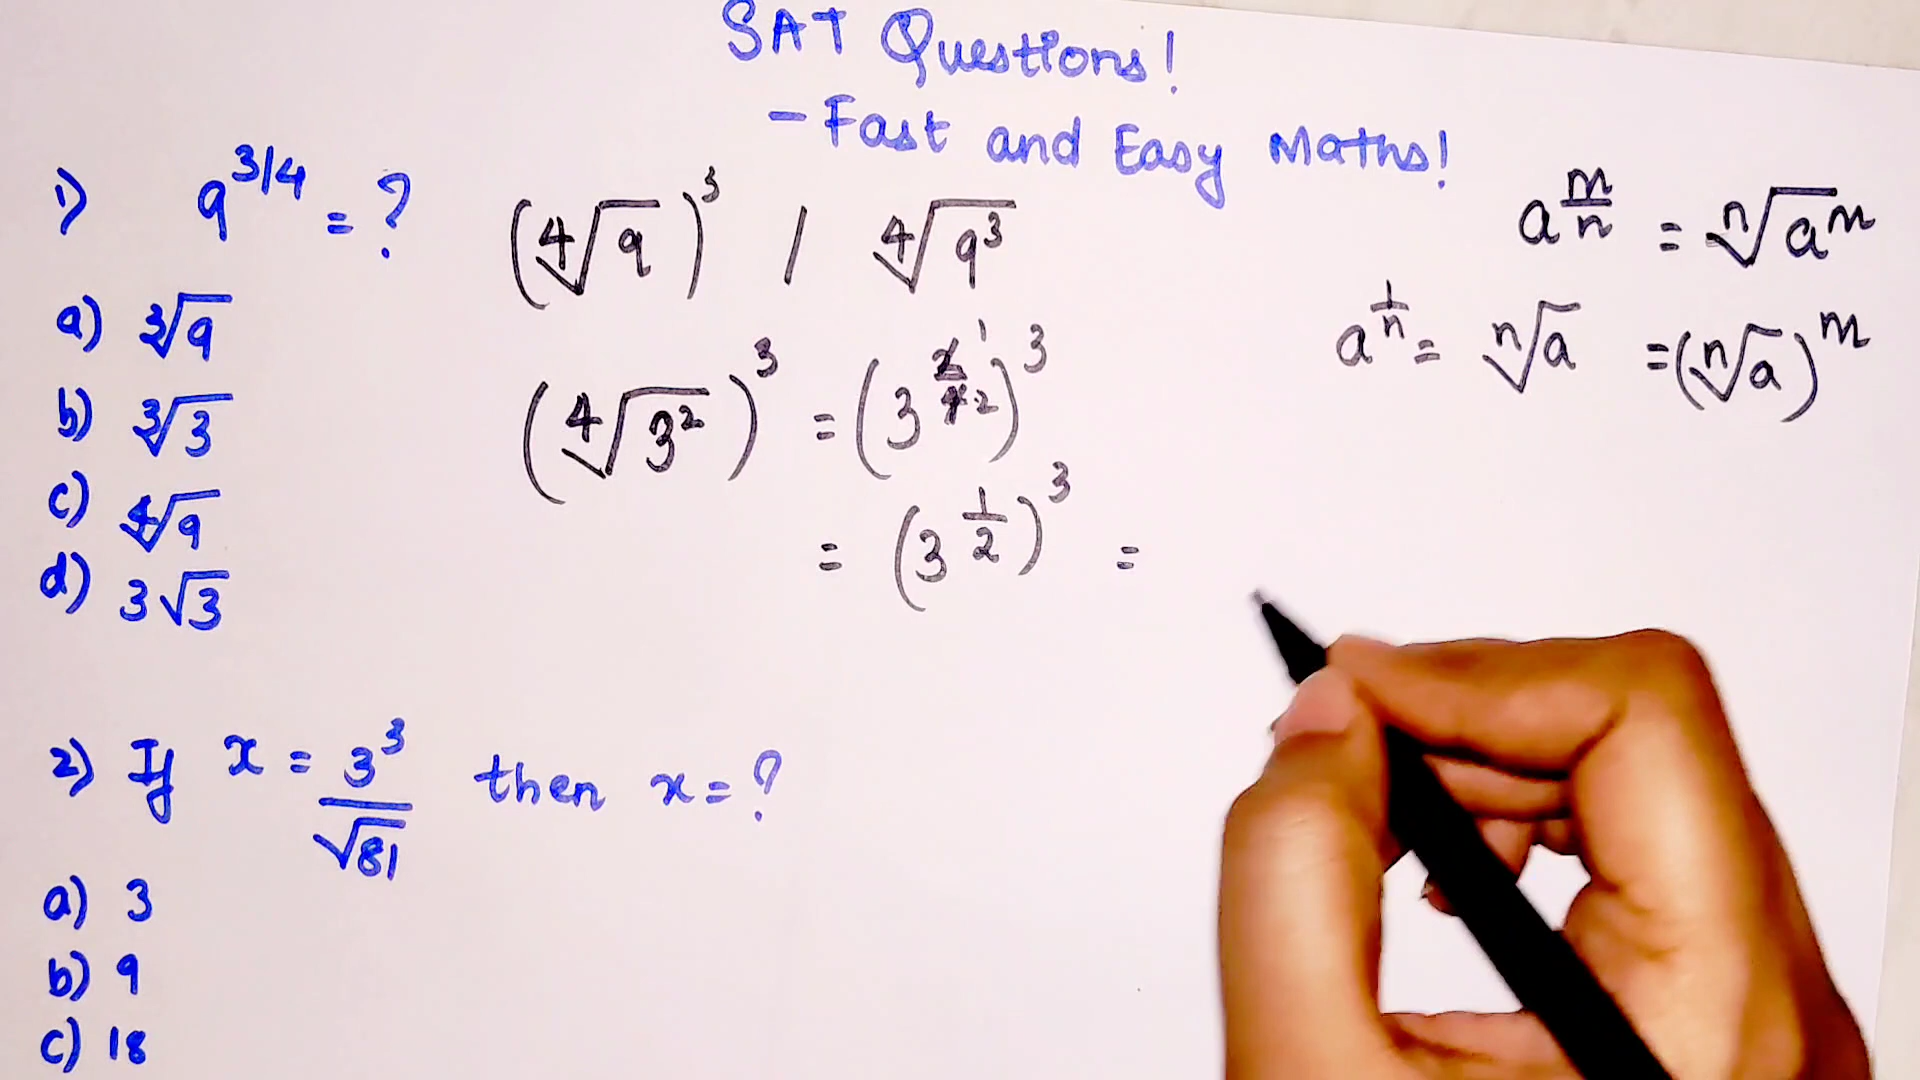 SAT Questions!
- Fast and Easy Maths!
1) 9^{3/4} = ?
a) ∛9
b) ∛3
c) ∜9
d) 3√3
(∜9)^3 / ∜(9^3)
(∜(3^2))^3 = (3^{2/4 1/2})^3
= (3^{1/2})^3 =
a^{m/n} = ⁿ√a^m
a^{1/n} = ⁿ√a = (ⁿ√a)^m
2) If x = 3^3/√81 then x = ?
a) 3
b) 9
c) 18